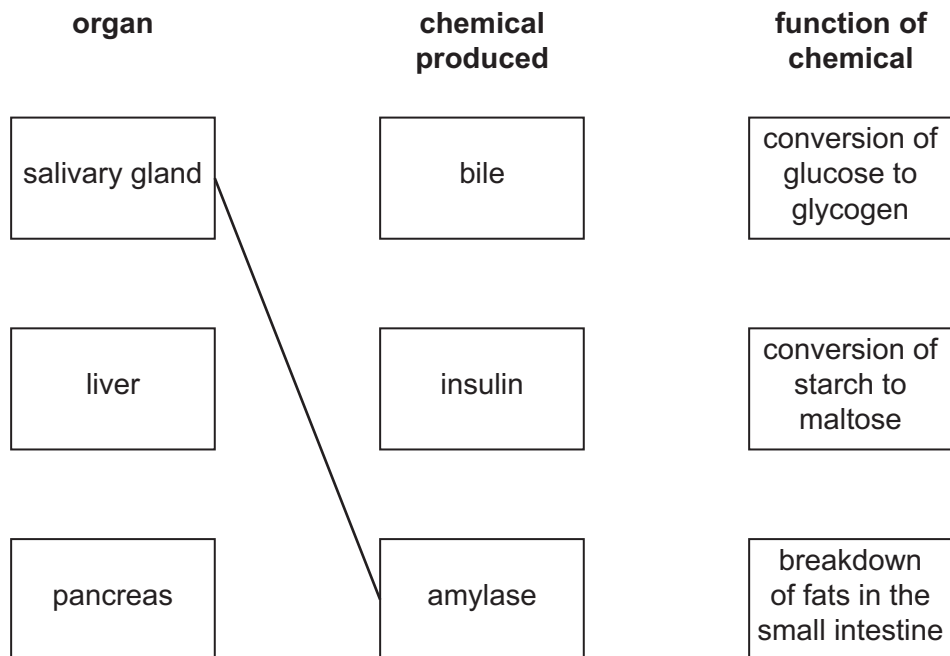 organ
chemical
produced
function of
chemical
salivary gland
bile
conversion of
glucose to
glycogen
liver
insulin
conversion of
starch to
maltose
pancreas
amylase
breakdown
of fats in the
small intestine